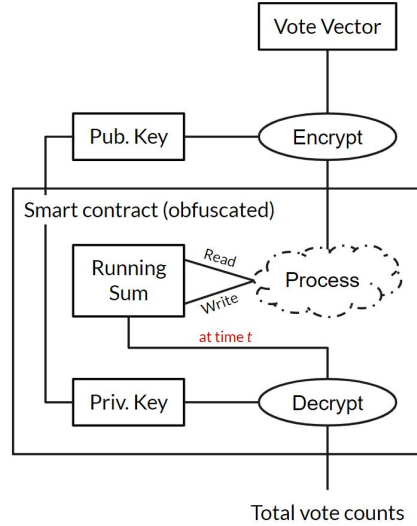 Vote Vector
Pub. Key
Encrypt
Smart contract (obfuscated)
Running
Sum
Read
Write
Process
at time t
Priv. Key
Decrypt
Total vote counts